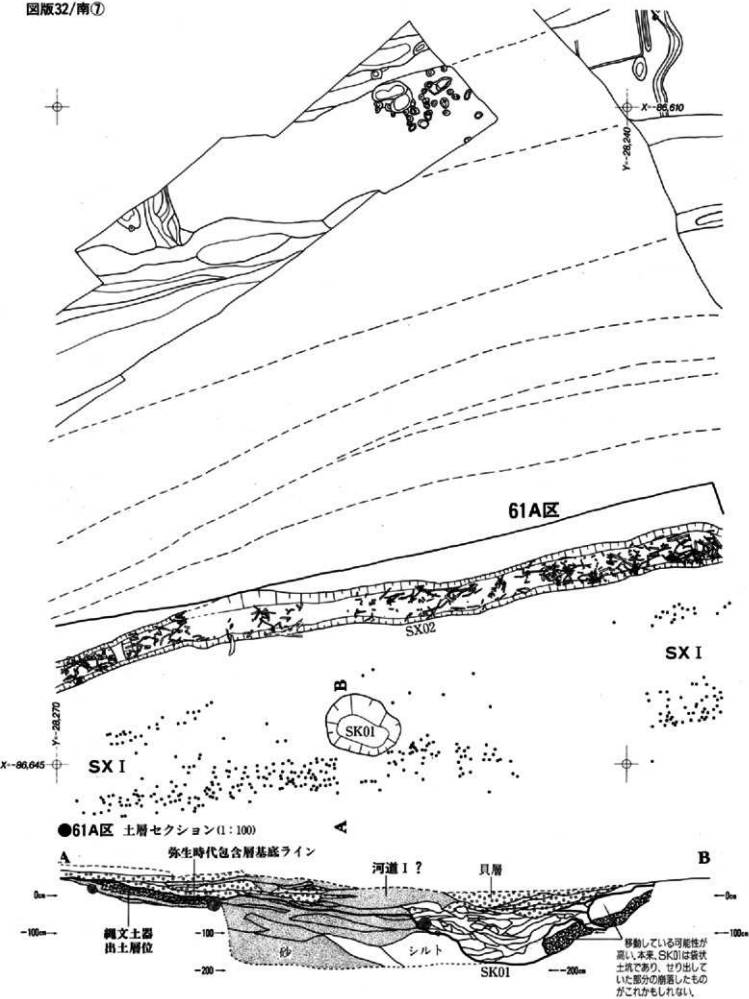 図版32/南⑦
X=-86,610
Y=-28,240
61A区
SX02
SXⅠ
B
SK01
Y=-28,270
X=-86,645
SXⅠ
A
●61A区 土層セクション(1:100)
A
弥生時代包含層基底ライン
河道Ⅰ?
貝層
B
0cm
0cm
縄文土器
出土層位
-100cm
-100
-100cm
砂
シルト
-200
SK01
-200cm
移動している可能性が
高い、本来、SK01は袋状
土坑であり、せり出して
いた部分の崩落したもの
がこれかもしれない。